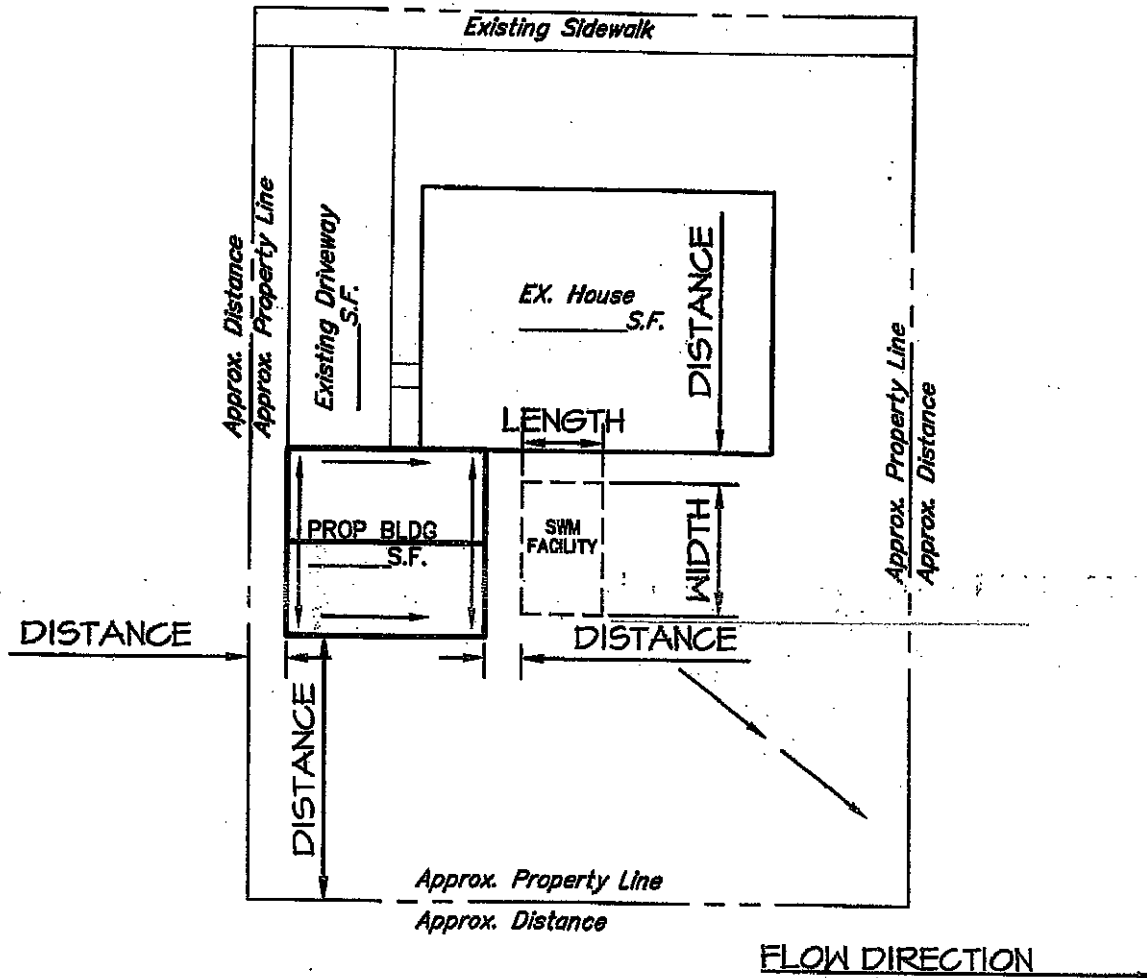 Existing Sidewalk
Approx. Distance
Approx. Property Line
Existing Driveway
S.F.
EX. House
S.F.
DISTANCE
LENGTH
Approx. Property Line
Approx. Distance
PROP BLDG
S.F.
SWM
FACILITY
WIDTH
DISTANCE
DISTANCE
DISTANCE
Approx. Property Line
Approx. Distance
FLOW DIRECTION